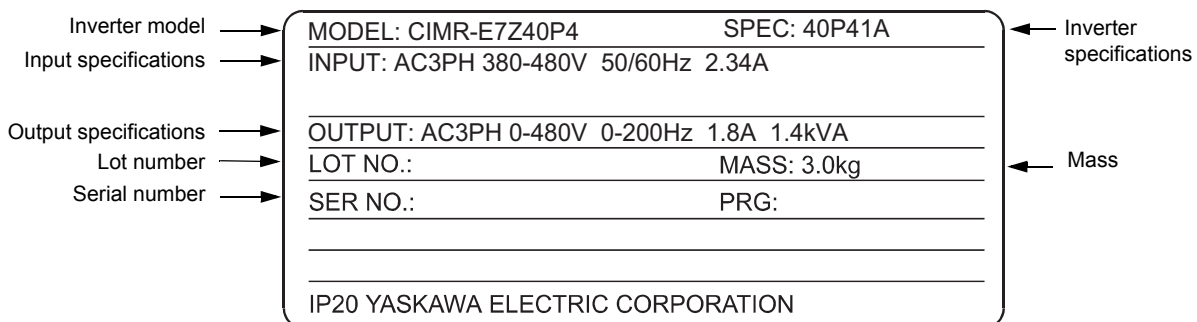 Inverter model MODEL: CIMR-E7Z40P4 SPEC: 40P41A Inverter
specifications
Input specifications INPUT: AC3PH 380-480V 50/60Hz 2.34A
Output specifications OUTPUT: AC3PH 0-480V 0-200Hz 1.8A 1.4kVA
Lot number LOT NO.: MASS: 3.0kg Mass
Serial number SER NO.: PRG:
IP20 YASKAWA ELECTRIC CORPORATION